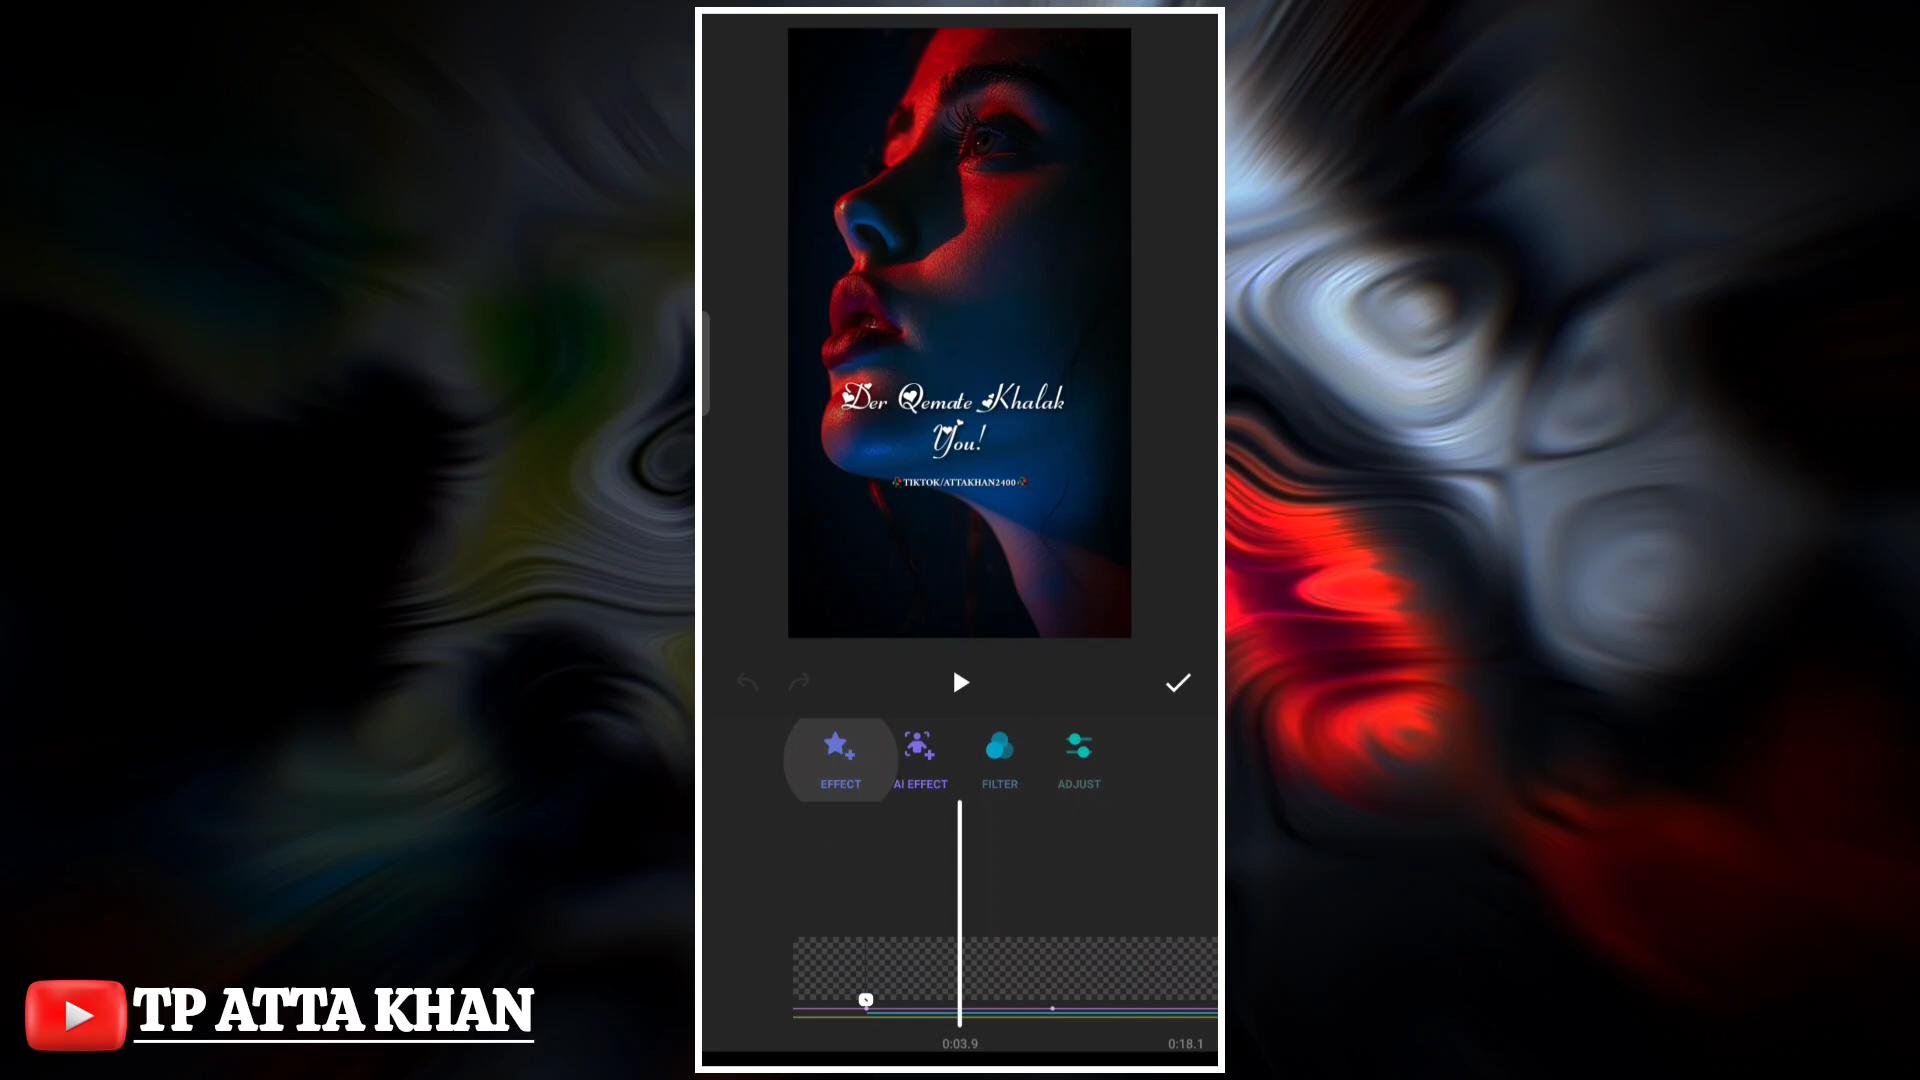 Der Qemate Khalak
You!
TIKTOK/ATTAKHAN2400
EFFECT
AI EFFECT
FILTER
ADJUST
0:03.9
0:18.1
TP ATTA KHAN